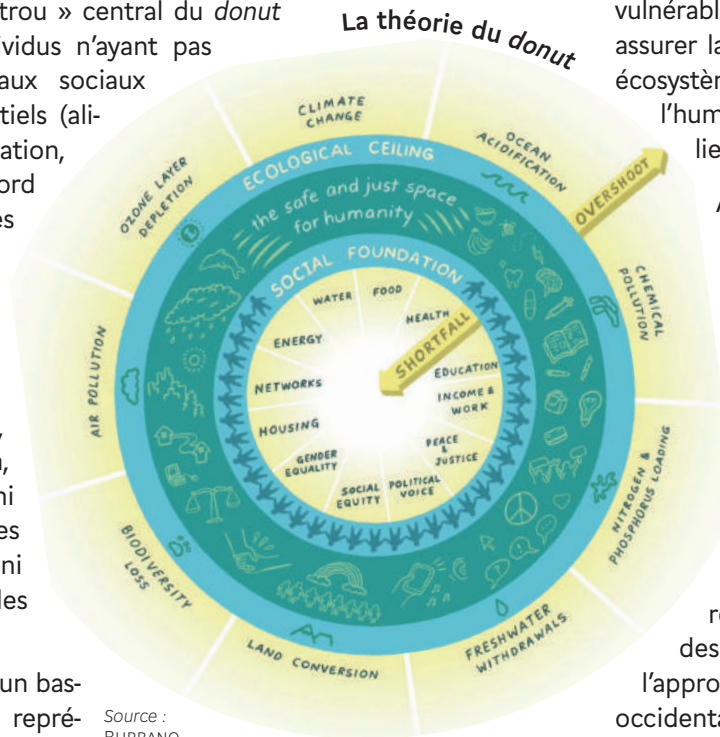 La théorie du donut
trou » central du donut
ividus n'ayant pas
aux sociaux
tiels (ali-
ation,
ord
es
ni
es
ni
les
un bas-
repré-
Source :
vulnérabl
assurer la
écosystèm
l'hum
lie
A
re
des
l'appro
occidenta
CLIMATE
CHANGE
OCEAN
ACIDIFICATION
CHEMICAL
POLLUTION
NITROGEN &
PHOSPHORUS LOADING
FRESHWATER
WITHDRAWALS
LAND CONVERSION
BIODIVERSITY
LOSS
AIR POLLUTION
OZONE LAYER
DEPLETION
ECOLOGICAL CEILING
the safe and just space
for humanity
SOCIAL FOUNDATION
OVERSHOOT
SHORTFALL
WATER
FOOD
HEALTH
EDUCATION
INCOME &
WORK
PEACE
&
JUSTICE
POLITICAL
VOICE
SOCIAL
EQUITY
GENDER
EQUALITY
HOUSING
NETWORKS
ENERGY